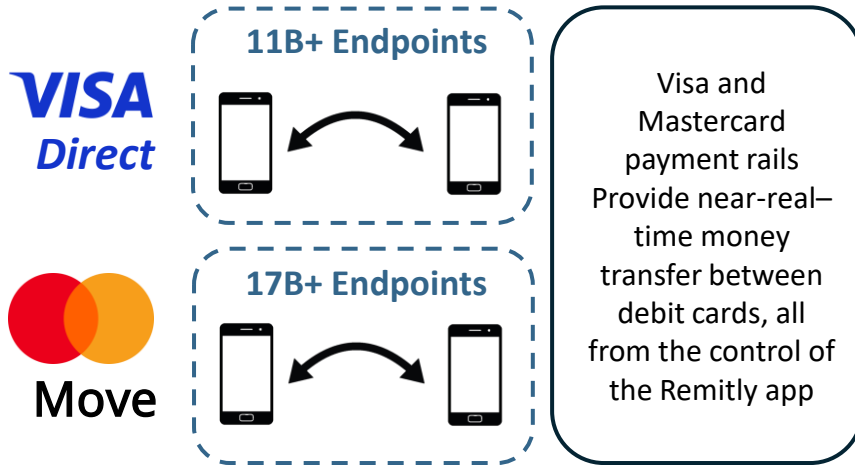 VISA
Direct
11B+ Endpoints
Move
17B+ Endpoints
Visa and
Mastercard
payment rails
Provide near-real–
time money
transfer between
debit cards, all
from the control of
the Remitly app